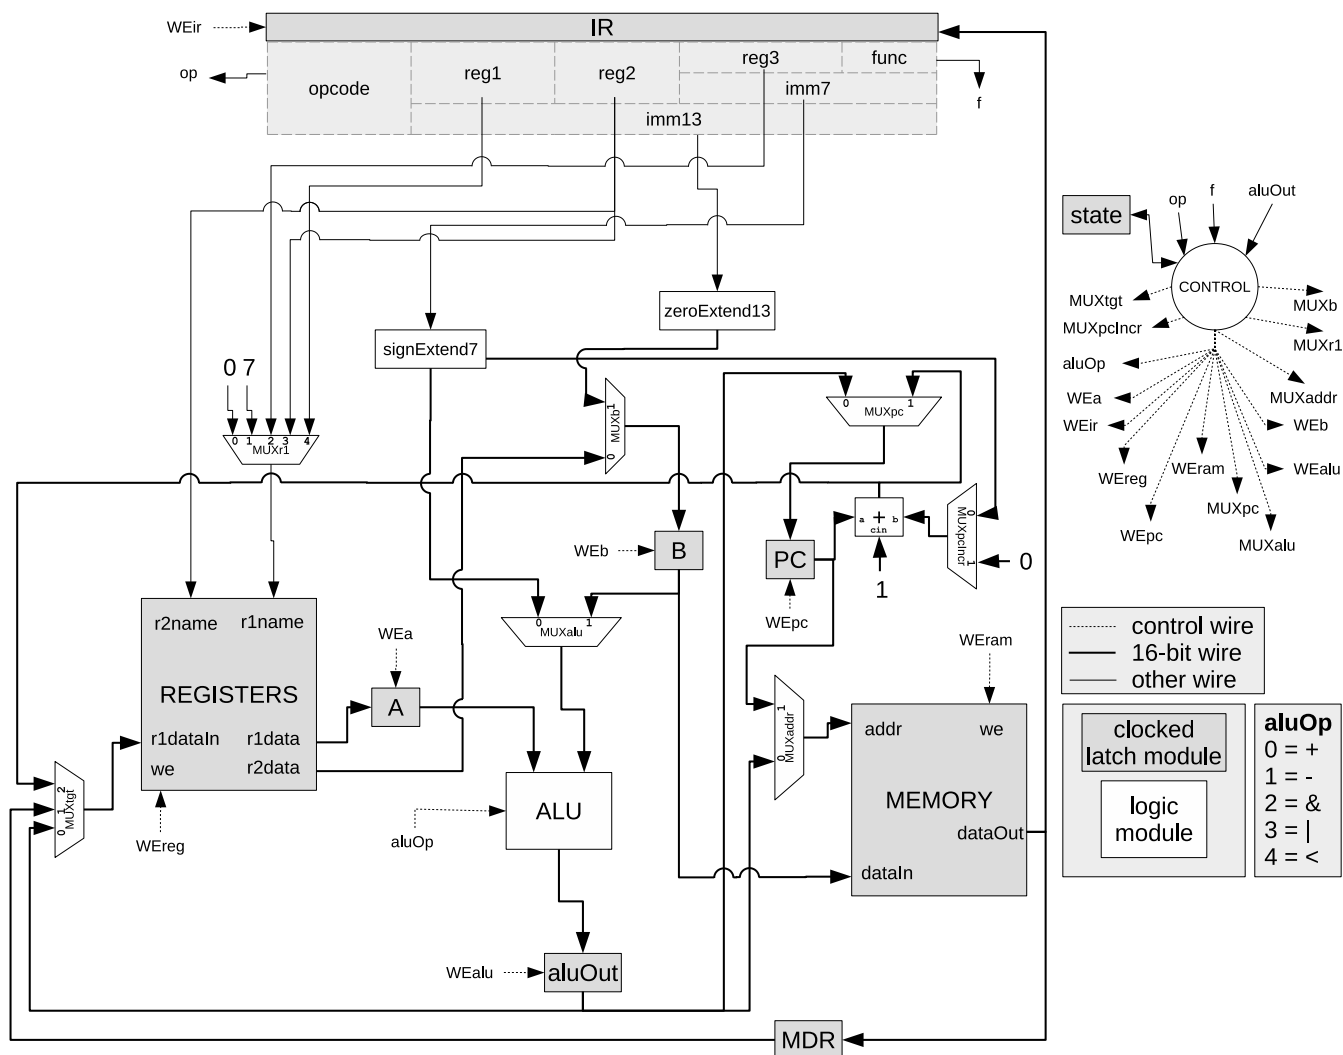 IR
WEir
op
opcode
reg1
reg2
reg3
func
imm7
imm13
f
state
op
f
aluOut
CONTROL
MUXtgt
MUXb
MUXpcIncr
MUXr1
aluOp
MUXaddr
WEa
WEb
WEir
WEreg
WEram
WEalu
MUXpc
WEpc
MUXalu
zeroExtend13
signExtend7
0 7
0 1 2 3 4
MUXr1
1
MUXb
0
0 1
MUXpc
a + b
cin
1
0
MUXpcIncr
1
0
WEb
B
PC
WEpc
0 1
MUXalu
r2name
r1name
REGISTERS
r1dataIn
r1data
we
r2data
WEreg
WEa
A
2
1
0
MUXtgt
ALU
aluOp
1
MUXaddr
0
WEram
addr
we
MEMORY
dataOut
dataIn
WEalu
aluOut
MDR
control wire
16-bit wire
other wire
clocked
latch module
logic
module
aluOp
0 = +
1 = -
2 = &
3 = |
4 = <